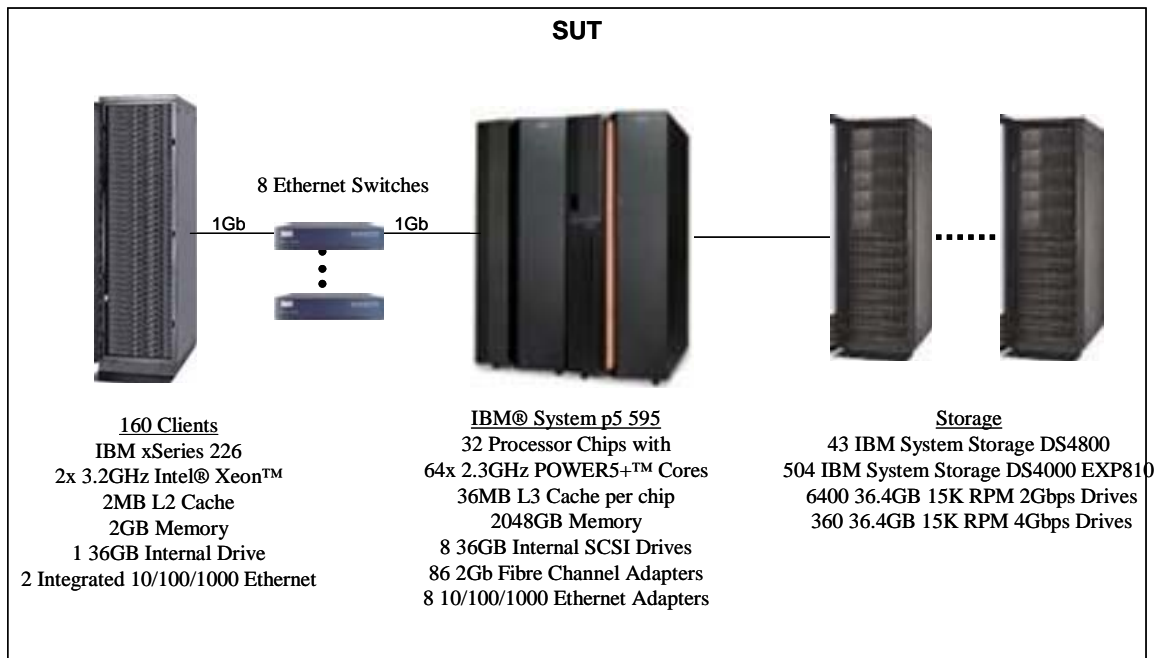 SUT
8 Ethernet Switches
1Gb
1Gb
160 Clients
IBM xSeries 226
2x 3.2GHz Intel® Xeon™
2MB L2 Cache
2GB Memory
1 36GB Internal Drive
2 Integrated 10/100/1000 Ethernet
IBM® System p5 595
32 Processor Chips with
64x 2.3GHz POWER5+™ Cores
36MB L3 Cache per chip
2048GB Memory
8 36GB Internal SCSI Drives
86 2Gb Fibre Channel Adapters
8 10/100/1000 Ethernet Adapters
Storage
43 IBM System Storage DS4800
504 IBM System Storage DS4000 EXP810
6400 36.4GB 15K RPM 2Gbps Drives
360 36.4GB 15K RPM 4Gbps Drives